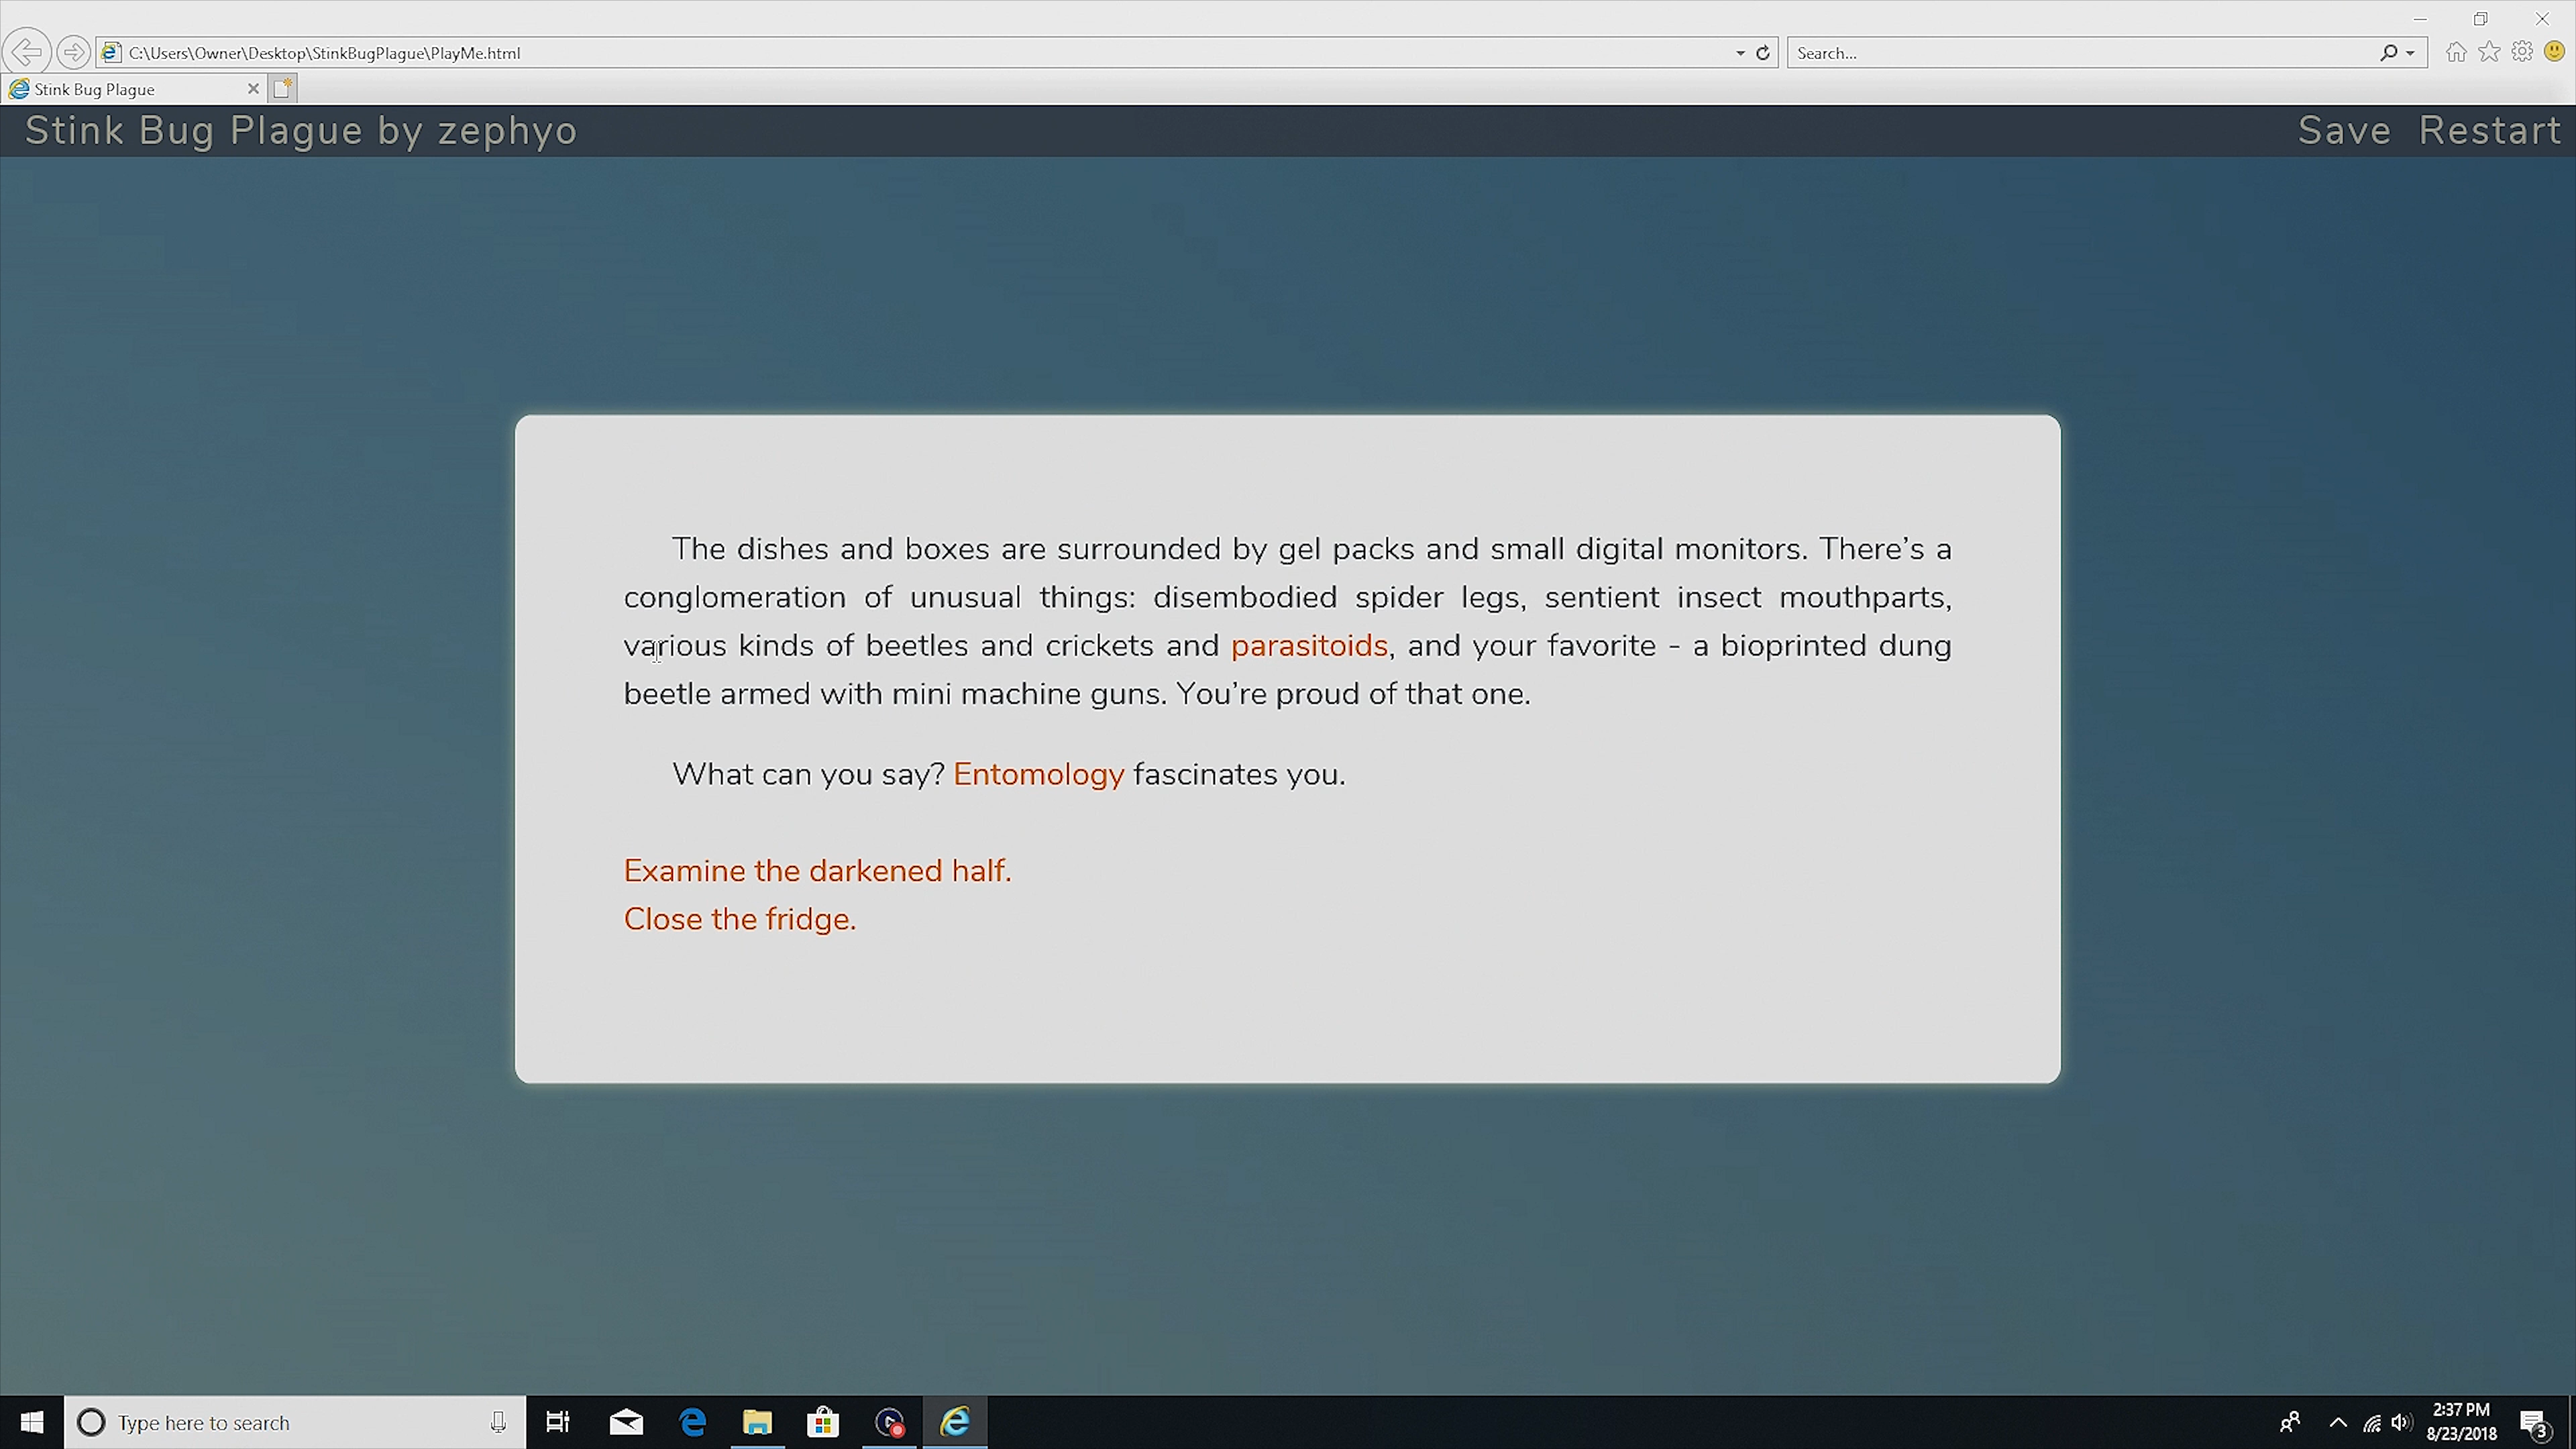 C:\Users\Owner\Desktop\StinkBugPlague\PlayMe.html
Search...
Stink Bug Plague
Stink Bug Plague by zephyo
Save Restart
The dishes and boxes are surrounded by gel packs and small digital monitors. There’s a
conglomeration of unusual things: disembodied spider legs, sentient insect mouthparts,
various kinds of beetles and crickets and parasitoids, and your favorite - a bioprinted dung
beetle armed with mini machine guns. You’re proud of that one.
What can you say? Entomology fascinates you.
Examine the darkened half.
Close the fridge.
Type here to search
2:37 PM
8/23/2018
3